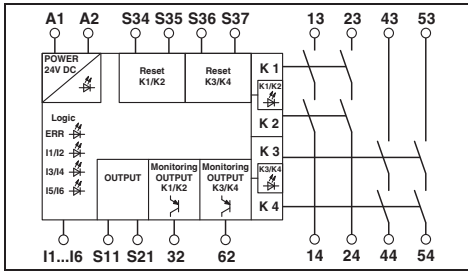 A1 A2 S34 S35 S36 S37 13 23 43 53
POWER
24V DC
Reset
K1/K2
Reset
K3/K4
K 1
K1/K2
K 2
Logic
ERR
I1/I2
I3/I4
I5/I6
OUTPUT
Monitoring
OUTPUT
K1/K2
Monitoring
OUTPUT
K3/K4
K 3
K3/K4
K 4
I1...I6 S11 S21 32 62 14 24 44 54